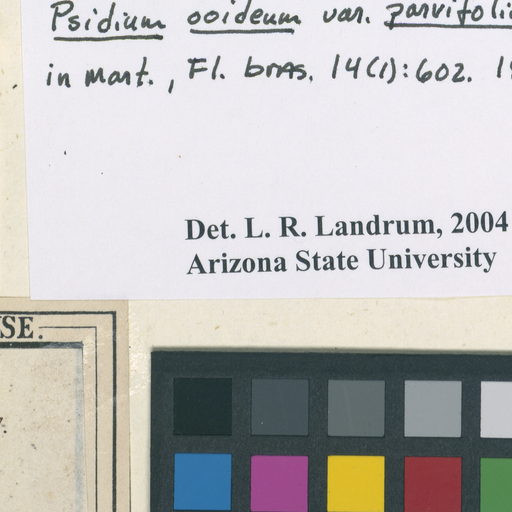 Psidium ooideum var. parvifoli
in Mart., Fl. bras. 14(1):602. 1
Det. L. R. Landrum, 2004
Arizona State University
SE.